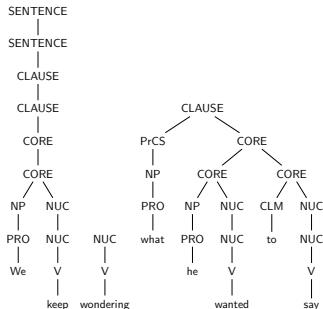 SENTENCE
SENTENCE
CLAUSE
CLAUSE CLAUSE
CORE PrCS CORE
CORE NP CORE CORE
NP NUC PRO NP NUC CLM NUC
PRO NUC NUC what PRO NUC to NUC
We V V he V V
keep wondering wanted say